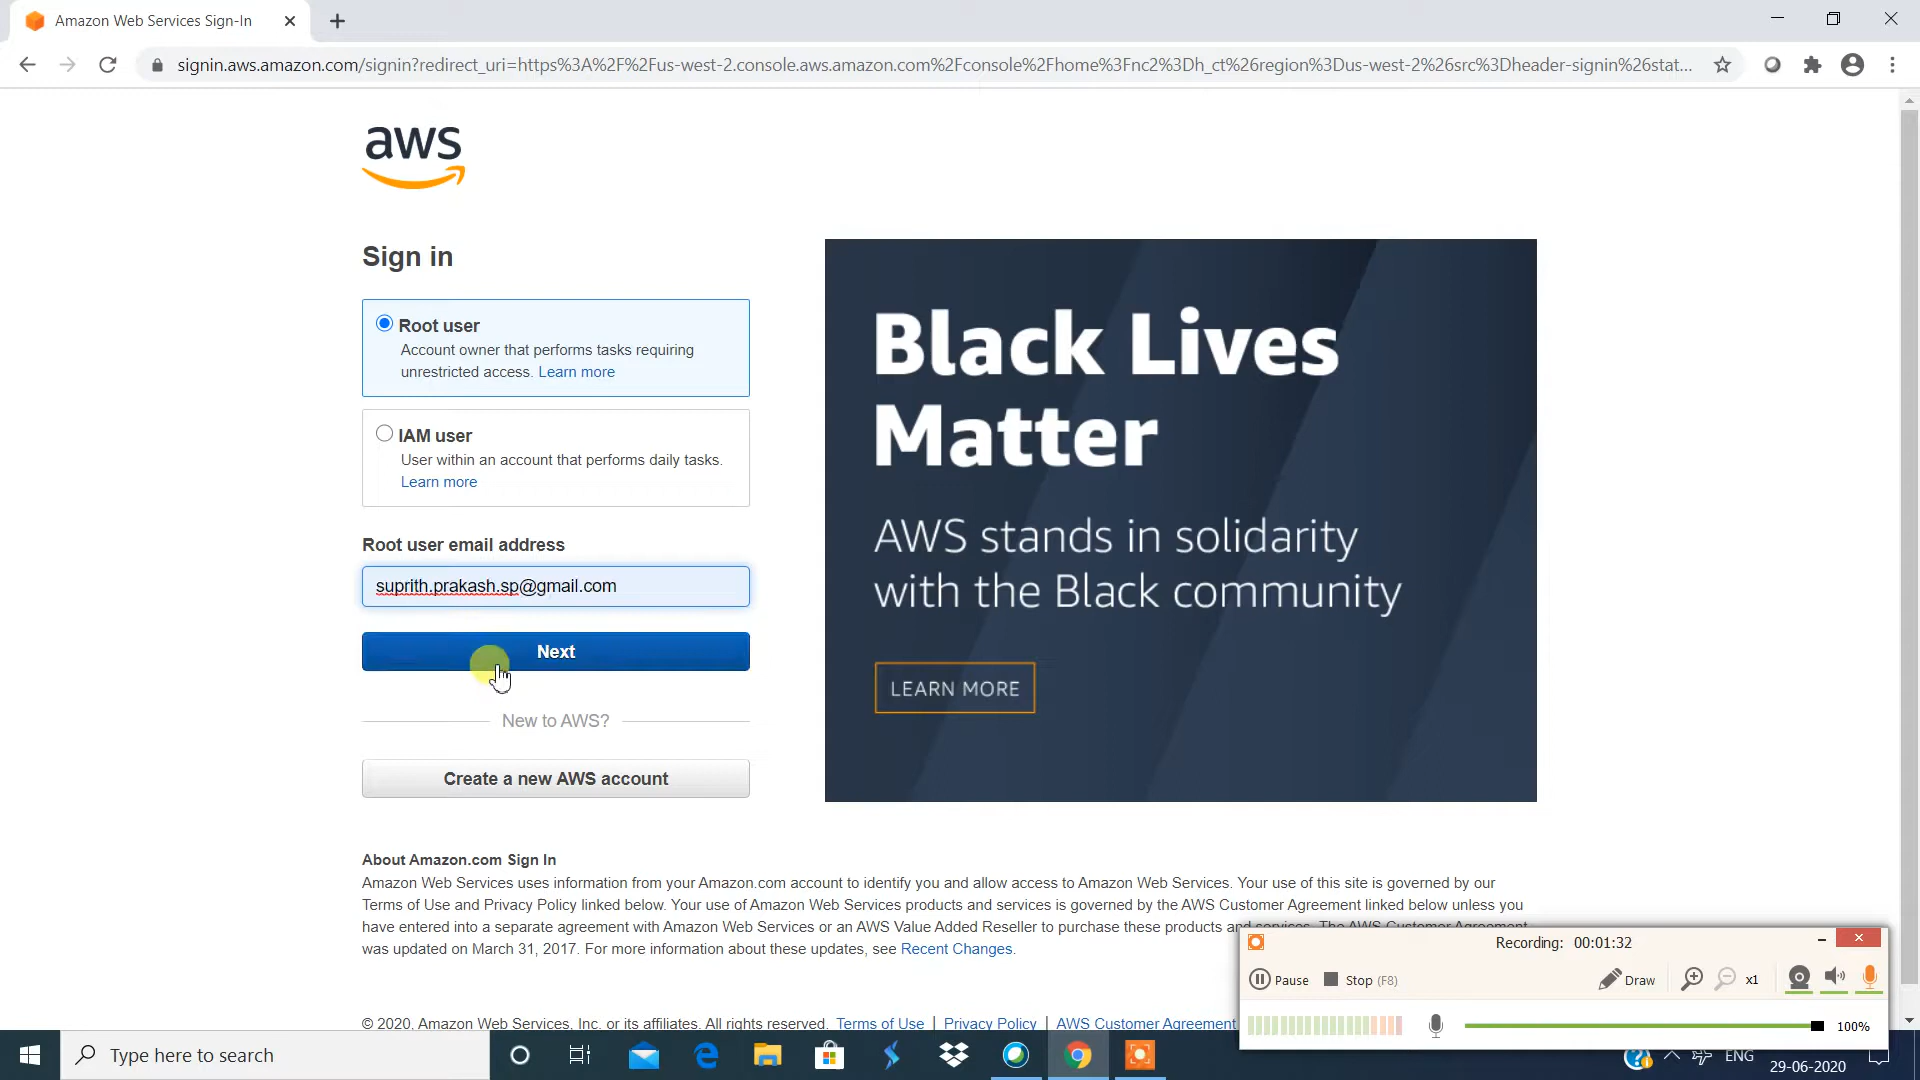 Amazon Web Services Sign-In
signin.aws.amazon.com/signin?redirect_uri=https%3A%2F%2Fus-west-2.console.aws.amazon.com%2Fconsole%2Fhome%3Fnc2%3Dh_ct%26region%3Dus-west-2%26src%3Dheader-signin%26stat...
aws
Sign in
Root user
Account owner that performs tasks requiring
unrestricted access. Learn more
IAM user
User within an account that performs daily tasks.
Learn more
Root user email address
suprith.prakash.sp@gmail.com
Next
New to AWS?
Create a new AWS account
Black Lives
Matter
AWS stands in solidarity
with the Black community
LEARN MORE
About Amazon.com Sign In
Amazon Web Services uses information from your Amazon.com account to identify you and allow access to Amazon Web Services. Your use of this site is governed by our
Terms of Use and Privacy Policy linked below. Your use of Amazon Web Services products and services is governed by the AWS Customer Agreement linked below unless you
have entered into a separate agreement with Amazon Web Services or an AWS Value Added Reseller to purchase these products and services. The AWS Customer Agreement
was updated on March 31, 2017. For more information about these updates, see Recent Changes.
© 2020, Amazon Web Services, Inc. or its affiliates. All rights reserved. Terms of Use | Privacy Policy | AWS Customer Agreement
Recording: 00:01:32
Pause Stop (F8) Draw x1
100%
Type here to search
ENG
29-06-2020